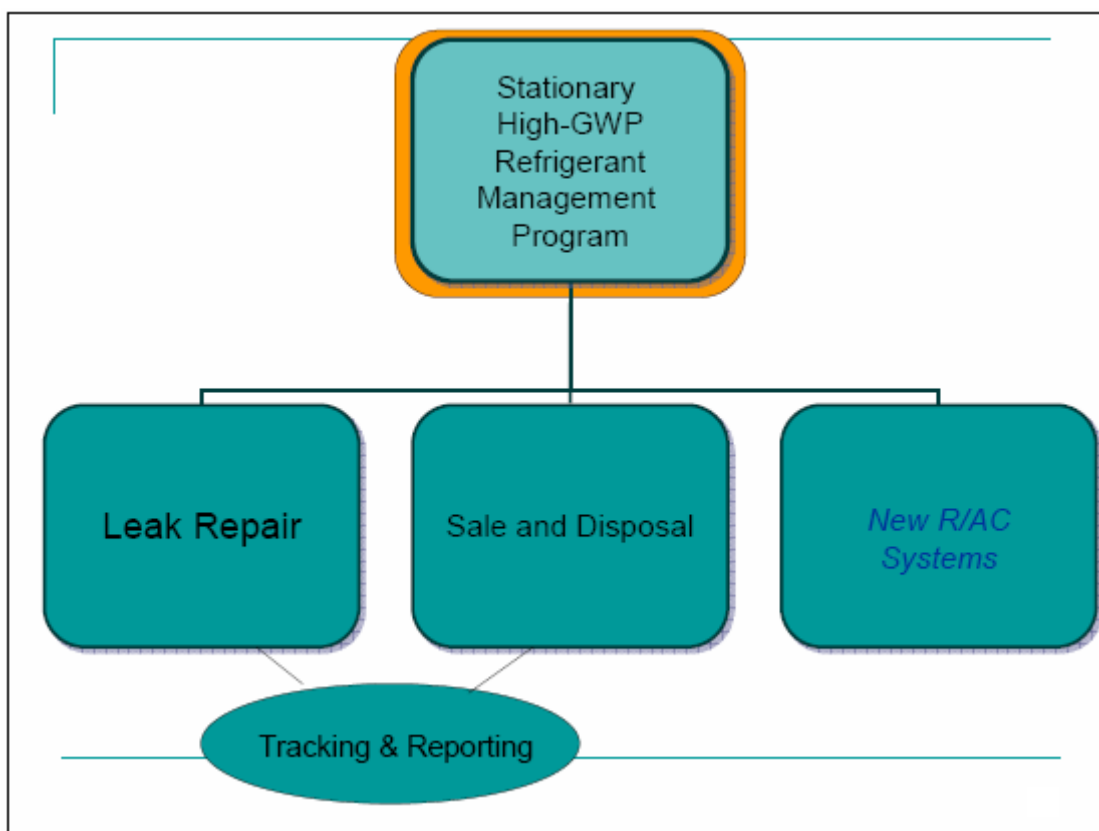 Stationary
High-GWP
Refrigerant
Management
Program
Leak Repair
Sale and Disposal
New R/AC
Systems
Tracking & Reporting